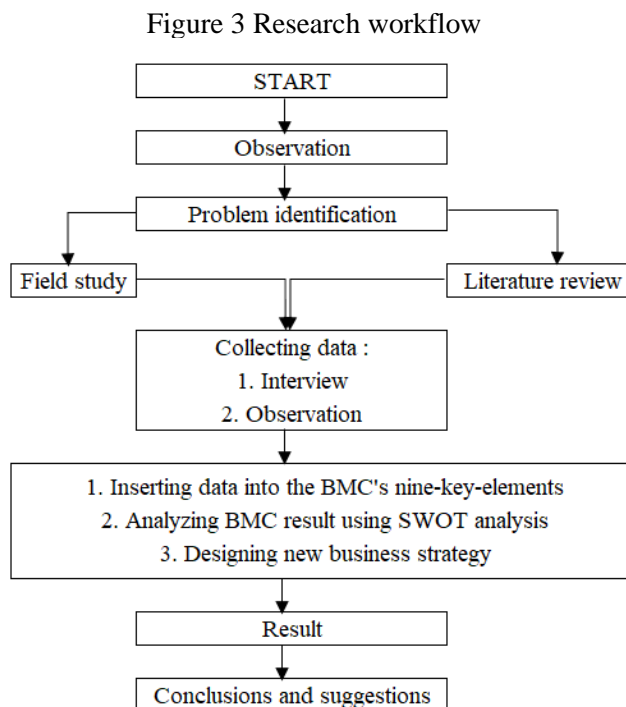 Figure 3 Research workflow
START
Observation
Problem identification
Field study
Literature review
Collecting data :
1. Interview
2. Observation
1. Inserting data into the BMC's nine-key-elements
2. Analyzing BMC result using SWOT analysis
3. Designing new business strategy
Result
Conclusions and suggestions